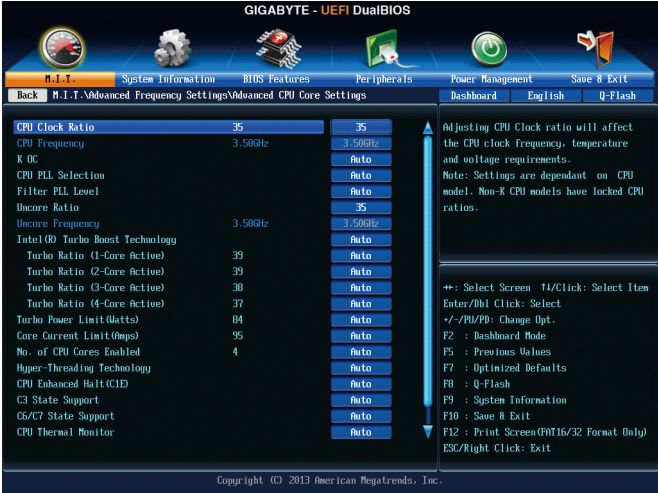 GIGABYTE - UEFI DualBIOS
M.I.T. System Information BIOS Features Peripherals Power Management Save & Exit
Back M.I.T.\Advanced Frequency Settings\Advanced CPU Core Settings Dashboard English Q-Flash
CPU Clock Ratio 35 35
CPU Frequency 3.50GHz 3.50GHz
K OC Auto
CPU PLL Selection Auto
Filter PLL Level Auto
Uncore Ratio 35
Uncore Frequency 3.50GHz 3.50GHz
Intel(R) Turbo Boost Technology Auto
Turbo Ratio (1-Core Active) 39 Auto
Turbo Ratio (2-Core Active) 39 Auto
Turbo Ratio (3-Core Active) 38 Auto
Turbo Ratio (4-Core Active) 37 Auto
Turbo Power Limit(Watts) 84 Auto
Core Current Limit(Amps) 95 Auto
No. of CPU Cores Enabled 4 Auto
Hyper-Threading Technology Auto
CPU Enhanced Halt(C1E) Auto
C3 State Support Auto
C6/C7 State Support Auto
CPU Thermal Monitor Auto
Adjusting CPU Clock ratio will affect
the CPU clock frequency, temperature
and voltage requirements.
Note: Settings are dependant on CPU
model. Non-K CPU models have locked CPU
ratios.
→←: Select Screen ↑↓/Click: Select Item
Enter/Dbl Click: Select
+/-/PU/PD: Change Opt.
F2 : Dashboard Mode
F5 : Previous Values
F7 : Optimized Defaults
F8 : Q-Flash
F9 : System Information
F10 : Save & Exit
F12 : Print Screen(FAT16/32 Format Only)
ESC/Right Click: Exit
Copyright (C) 2013 American Megatrends, Inc.